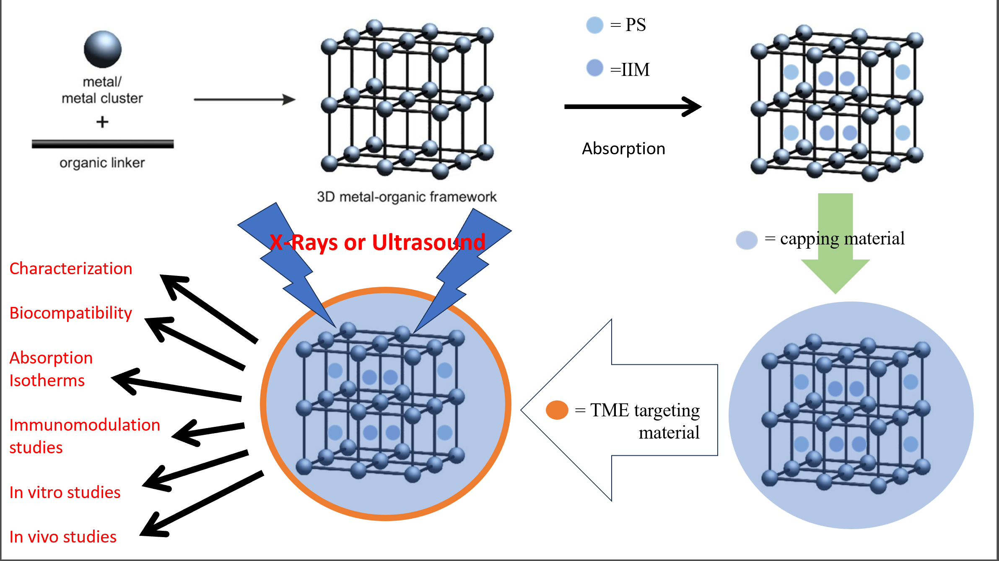 metal/
metal cluster
+
organic linker
3D metal-organic framework
= PS
=IIM
Absorption
= capping material
= TME targeting
material
X-Rays or Ultrasound
Characterization
Biocompatibility
Absorption
Isotherms
Immunomodulation
studies
In vitro studies
In vivo studies